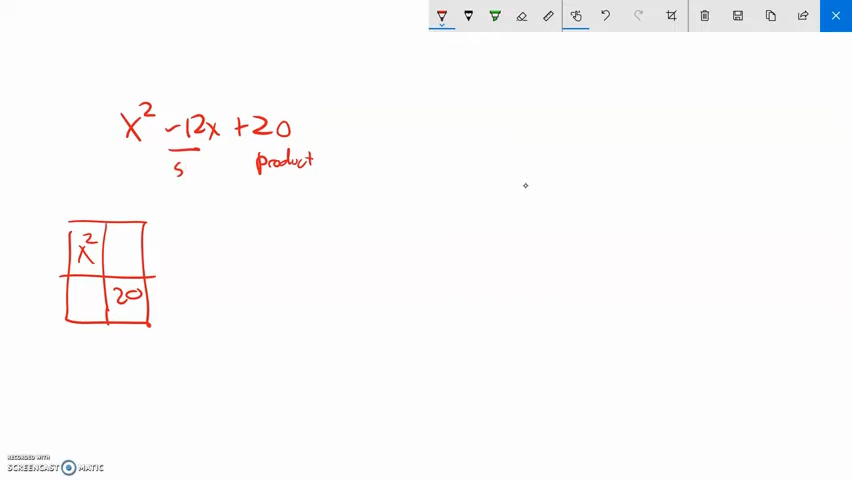 x² -12x +20
s product
x²
20
RECORDED WITH
SCREENCAST MATIC